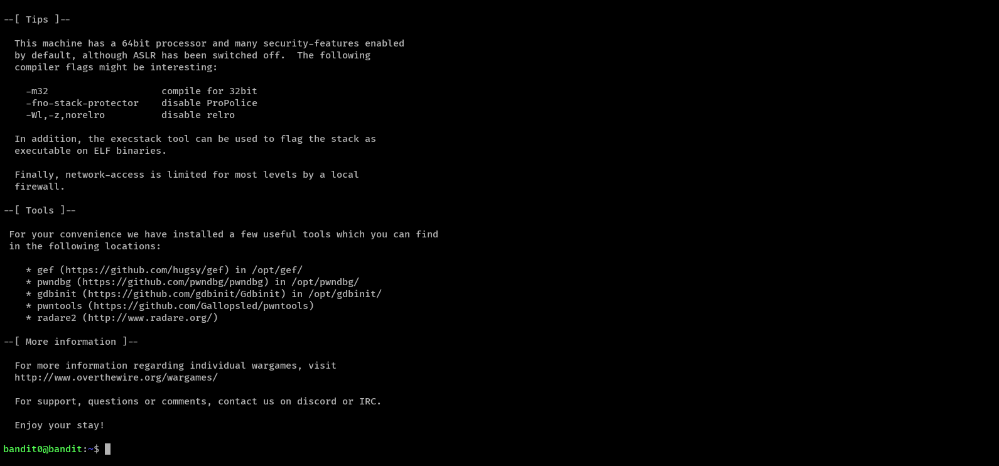 --[ Tips ]--
This machine has a 64bit processor and many security-features enabled
by default, although ASLR has been switched off.  The following
compiler flags might be interesting:
-m32                    compile for 32bit
-fno-stack-protector    disable ProPolice
-Wl,-z,norelro          disable relro
In addition, the execstack tool can be used to flag the stack as
executable on ELF binaries.
Finally, network-access is limited for most levels by a local
firewall.
--[ Tools ]--
For your convenience we have installed a few useful tools which you can find
in the following locations:
* gef (https://github.com/hugsy/gef) in /opt/gef/
* pwndbg (https://github.com/pwndbg/pwndbg) in /opt/pwndbg/
* gdbinit (https://github.com/gdbinit/Gdbinit) in /opt/gdbinit/
* pwntools (https://github.com/Gallopsled/pwntools)
* radare2 (http://www.radare.org/)
--[ More information ]--
For more information regarding individual wargames, visit
http://www.overthewire.org/wargames/
For support, questions or comments, contact us on discord or IRC.
Enjoy your stay!
bandit0@bandit:~$